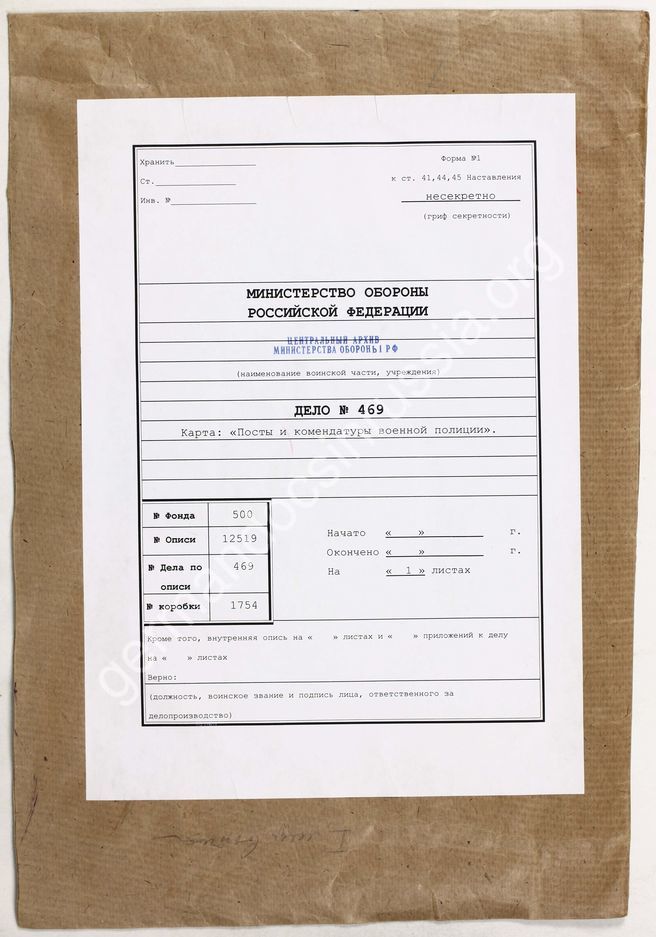 Хранить
Форма №1
Ст.
к ст. 41,44,45 Наставления
Инв. №
несекретно
(гриф секретности)
МИНИСТЕРСТВО ОБОРОНЫ
РОССИЙСКОЙ ФЕДЕРАЦИИ
ЦЕНТРАЛЬНЫЙ АРХИВ
МИНИСТЕРСТВА ОБОРОНЫ РФ
(наименование воинской части, учреждения)
ДЕЛО № 469
Карта: «Посты и комендатуры военной полиции».
№ Фонда 500
№ Описи 12519
№ Дела по описи 469
№ коробки 1754
Начато « » г.
Окончено « » г.
На « 1 » листах
Кроме того, внутренняя опись на « » листах и « » приложений к делу
на « » листах
Верно:
(должность, воинское звание и подпись лица, ответственного за
делопроизводство)
germandocsinrussia.org